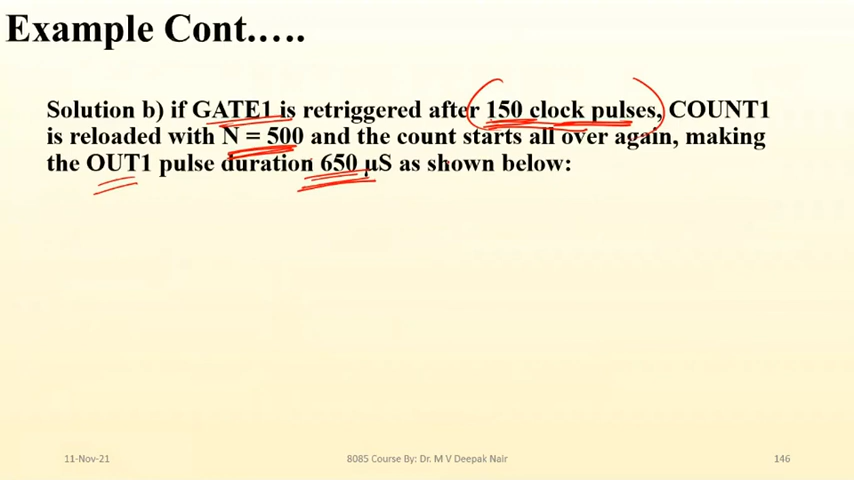 Example Cont.….
Solution b) if GATE1 is retriggered after 150 clock pulses, COUNT1
is reloaded with N = 500 and the count starts all over again, making
the OUT1 pulse duration 650 µS as shown below:
11-Nov-21
8085 Course By: Dr. M V Deepak Nair
146